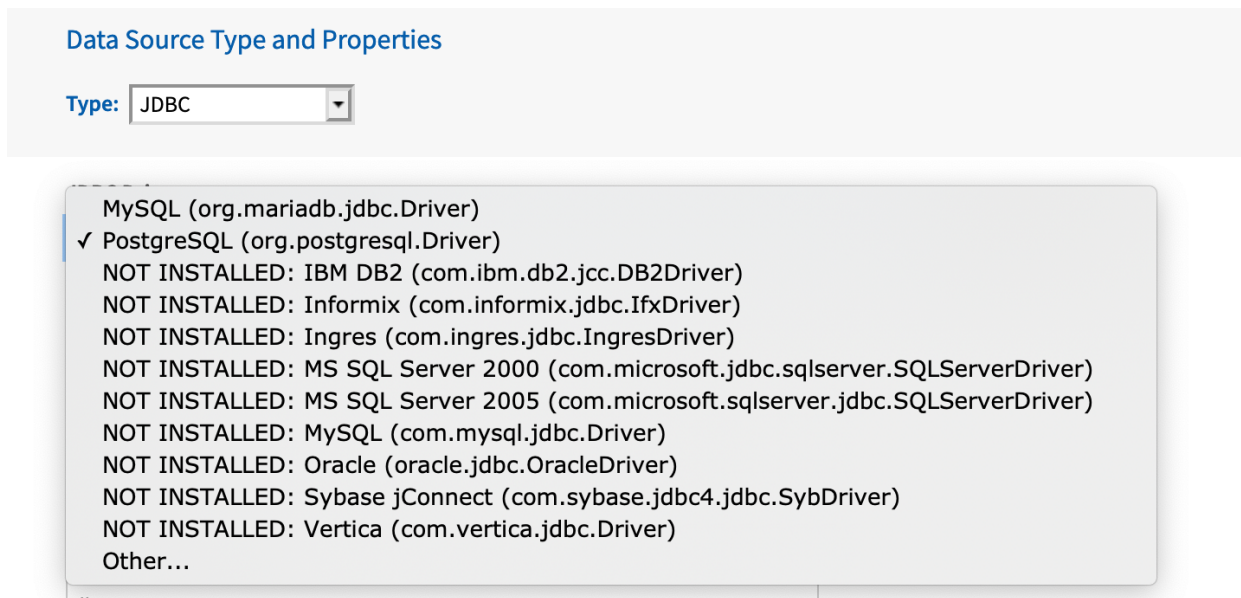 Data Source Type and Properties
Type: JDBC
MySQL (org.mariadb.jdbc.Driver)
✓ PostgreSQL (org.postgresql.Driver)
NOT INSTALLED: IBM DB2 (com.ibm.db2.jcc.DB2Driver)
NOT INSTALLED: Informix (com.informix.jdbc.IfxDriver)
NOT INSTALLED: Ingres (com.ingres.jdbc.IngresDriver)
NOT INSTALLED: MS SQL Server 2000 (com.microsoft.jdbc.sqlserver.SQLServerDriver)
NOT INSTALLED: MS SQL Server 2005 (com.microsoft.sqlserver.jdbc.SQLServerDriver)
NOT INSTALLED: MySQL (com.mysql.jdbc.Driver)
NOT INSTALLED: Oracle (oracle.jdbc.OracleDriver)
NOT INSTALLED: Sybase jConnect (com.sybase.jdbc4.jdbc.SybDriver)
NOT INSTALLED: Vertica (com.vertica.jdbc.Driver)
Other...